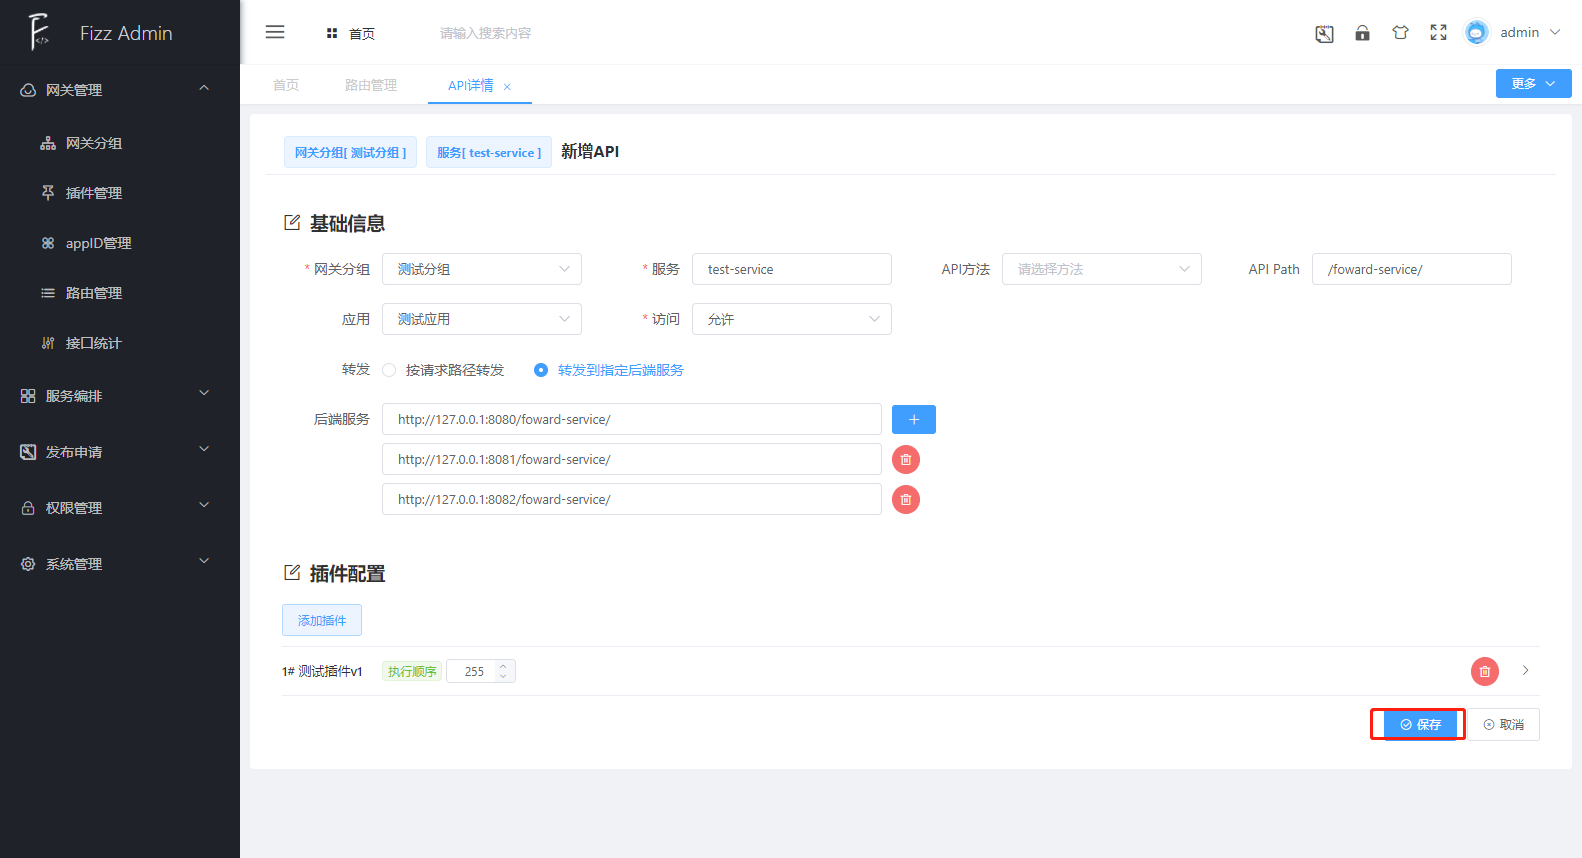 Fizz Admin
首页
请输入搜索内容
admin
首页
路由管理
API详情
更多
网关管理
网关分组
插件管理
appID管理
路由管理
接口统计
服务编排
发布申请
权限管理
系统管理
网关分组[ 测试分组 ] 服务[ test-service ] 新增API
基础信息
* 网关分组 测试分组 * 服务 test-service API方法 请选择方法 API Path /foward-service/
应用 测试应用 * 访问 允许
转发 按请求路径转发 转发到指定后端服务
后端服务 http://127.0.0.1:8080/foward-service/
http://127.0.0.1:8081/foward-service/
http://127.0.0.1:8082/foward-service/
插件配置
添加插件
1# 测试插件v1 执行顺序 255
保存 取消